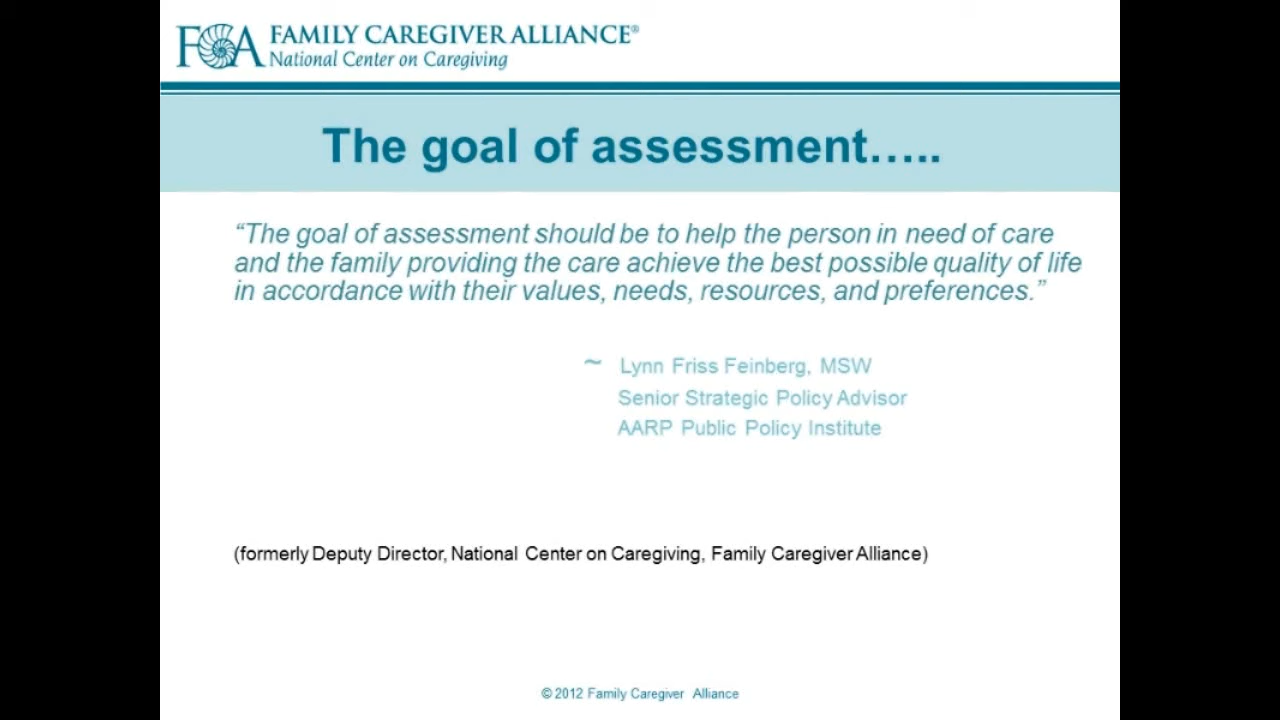 FCA FAMILY CAREGIVER ALLIANCE®
National Center on Caregiving
The goal of assessment…..
“The goal of assessment should be to help the person in need of care
and the family providing the care achieve the best possible quality of life
in accordance with their values, needs, resources, and preferences.”
~ Lynn Friss Feinberg, MSW
Senior Strategic Policy Advisor
AARP Public Policy Institute
(formerly Deputy Director, National Center on Caregiving, Family Caregiver Alliance)
© 2012 Family Caregiver Alliance